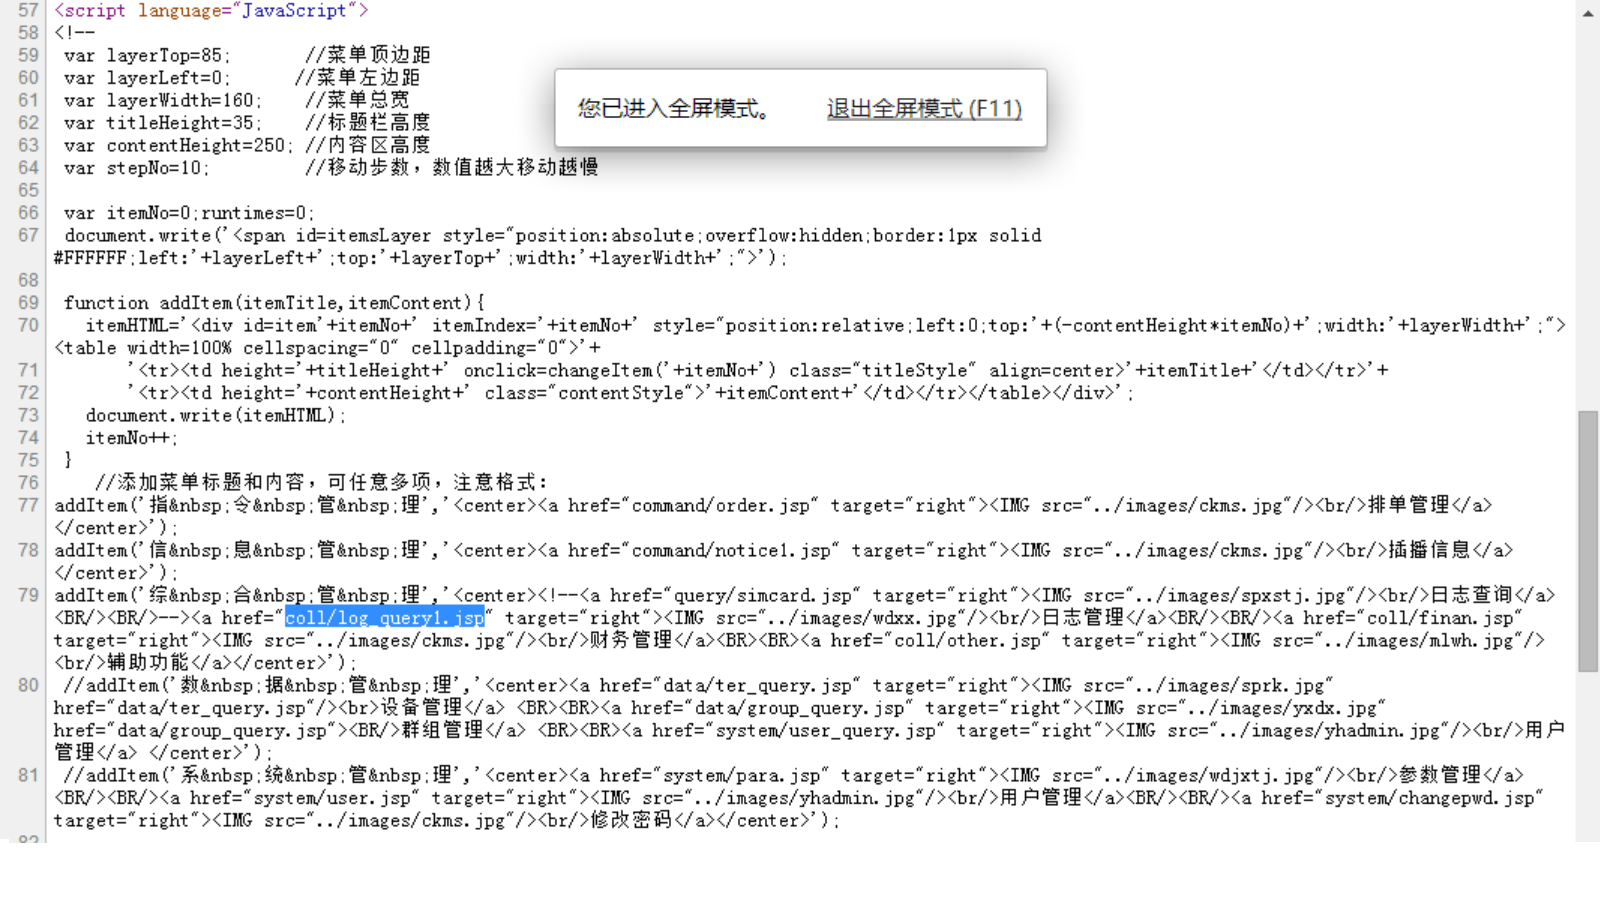 57 <script language="JavaScript">
58 <!--
59 var layerTop=85; //菜单顶边距
60 var layerLeft=0; //菜单左边距
61 var layerWidth=160; //菜单总宽
62 var titleHeight=35; //标题栏高度
63 var contentHeight=250; //内容区高度
64 var stepNo=10; //移动步数，数值越大移动越慢
您已进入全屏模式。 退出全屏模式 (F11)
65
66 var itemNo=0;runtimes=0;
67 document.write('<span id=itemsLayer style="position:absolute;overflow:hidden;border:1px solid
#FFFFFF;left:'+layerLeft+';top:'+layerTop+';width:'+layerWidth+';">');
68
69 function addItem(itemTitle,itemContent){
70 itemHTML='<div id=item'+itemNo+' itemIndex='+itemNo+' style="position:relative;left:0;top:'+(-contentHeight*itemNo)+';width:'+layerWidth+';">
<table width=100% cellspacing="0" cellpadding="0">'+
71 '<tr><td height='+titleHeight+' onclick=changeItem('+itemNo+') class="titleStyle" align=center>'+itemTitle+'</td></tr>'+
72 '<tr><td height='+contentHeight+' class="contentStyle">'+itemContent+'</td></tr></table></div>';
73 document.write(itemHTML);
74 itemNo++;
75 }
76 //添加菜单标题和内容，可任意多项，注意格式：
77 addItem('指&nbsp;令&nbsp;管&nbsp;理','<center><a href="command/order.jsp" target="right"><IMG src="../images/ckms.jpg"/><br/>排单管理</a>
</center>');
78 addItem('信&nbsp;息&nbsp;管&nbsp;理','<center><a href="command/notice1.jsp" target="right"><IMG src="../images/ckms.jpg"/><br/>插播信息</a>
</center>');
79 addItem('综&nbsp;合&nbsp;管&nbsp;理','<center><!--<a href="query/simcard.jsp" target="right"><IMG src="../images/spxstj.jpg"/><br/>日志查询</a>
<BR/><BR/>--><a href="coll/log_query1.jsp" target="right"><IMG src="../images/wdxx.jpg"/><br/>日志管理</a><BR/><BR/><a href="coll/finan.jsp"
target="right"><IMG src="../images/ckms.jpg"/><br/>财务管理</a><BR><BR><a href="coll/other.jsp" target="right"><IMG src="../images/mlwh.jpg"/>
<br/>辅助功能</a></center>');
80 //addItem('数&nbsp;据&nbsp;管&nbsp;理','<center><a href="data/ter_query.jsp" target="right"><IMG src="../images/sprk.jpg"
href="data/ter_query.jsp"/><br>设备管理</a> <BR><BR><a href="data/group_query.jsp" target="right"><IMG src="../images/yxdx.jpg"
href="data/group_query.jsp"><BR/>群组管理</a> <BR><BR><a href="system/user_query.jsp" target="right"><IMG src="../images/yhadmin.jpg"/><br/>用户
管理</a> </center>');
81 //addItem('系&nbsp;统&nbsp;管&nbsp;理','<center><a href="system/para.jsp" target="right"><IMG src="../images/wdjxtj.jpg"/><br/>参数管理</a>
<BR/><BR/><a href="system/user.jsp" target="right"><IMG src="../images/yhadmin.jpg"/><br/>用户管理</a><BR/><BR/><a href="system/changepwd.jsp"
target="right"><IMG src="../images/ckms.jpg"/><br/>修改密码</a></center>');
82